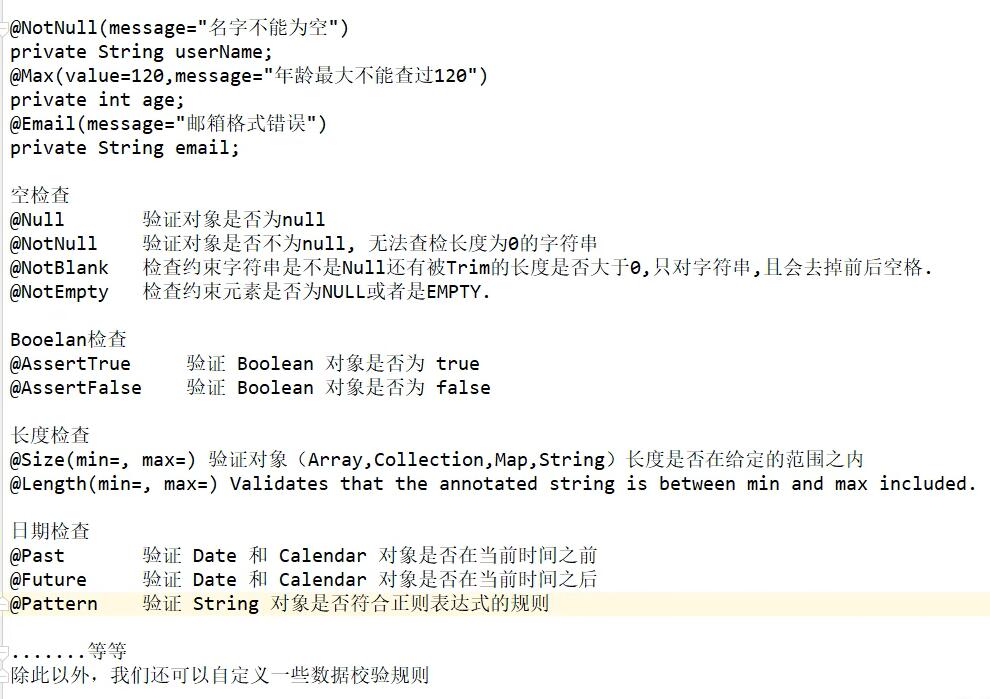 @NotNull(message="名字不能为空")
private String userName;
@Max(value=120,message="年龄最大不能查过120")
private int age;
@Email(message="邮箱格式错误")
private String email;
空检查
@Null 验证对象是否为null
@NotNull 验证对象是否不为null, 无法查检长度为0的字符串
@NotBlank 检查约束字符串是不是Null还有被Trim的长度是否大于0,只对字符串,且会去掉前后空格.
@NotEmpty 检查约束元素是否为NULL或者是EMPTY.
Booelan检查
@AssertTrue 验证 Boolean 对象是否为 true
@AssertFalse 验证 Boolean 对象是否为 false
长度检查
@Size(min=, max=) 验证对象（Array,Collection,Map,String）长度是否在给定的范围之内
@Length(min=, max=) Validates that the annotated string is between min and max included.
日期检查
@Past 验证 Date 和 Calendar 对象是否在当前时间之前
@Future 验证 Date 和 Calendar 对象是否在当前时间之后
@Pattern 验证 String 对象是否符合正则表达式的规则
.......等等
除此以外，我们还可以自定义一些数据校验规则